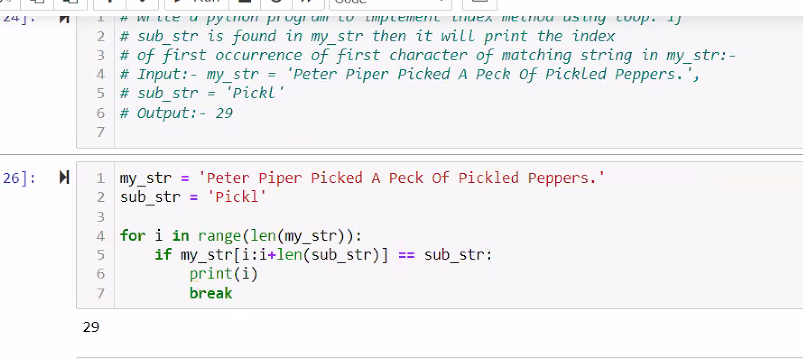 24]:
1 # Write a python program to implement index method using loop. If
2 # sub_str is found in my_str then it will print the index
3 # of first occurrence of first character of matching string in my_str:-
4 # Input:- my_str = 'Peter Piper Picked A Peck Of Pickled Peppers.',
5 # sub_str = 'Pickl'
6 # Output:- 29
7
26]:
1 my_str = 'Peter Piper Picked A Peck Of Pickled Peppers.'
2 sub_str = 'Pickl'
3
4 for i in range(len(my_str)):
5 if my_str[i:i+len(sub_str)] == sub_str:
6 print(i)
7 break
29